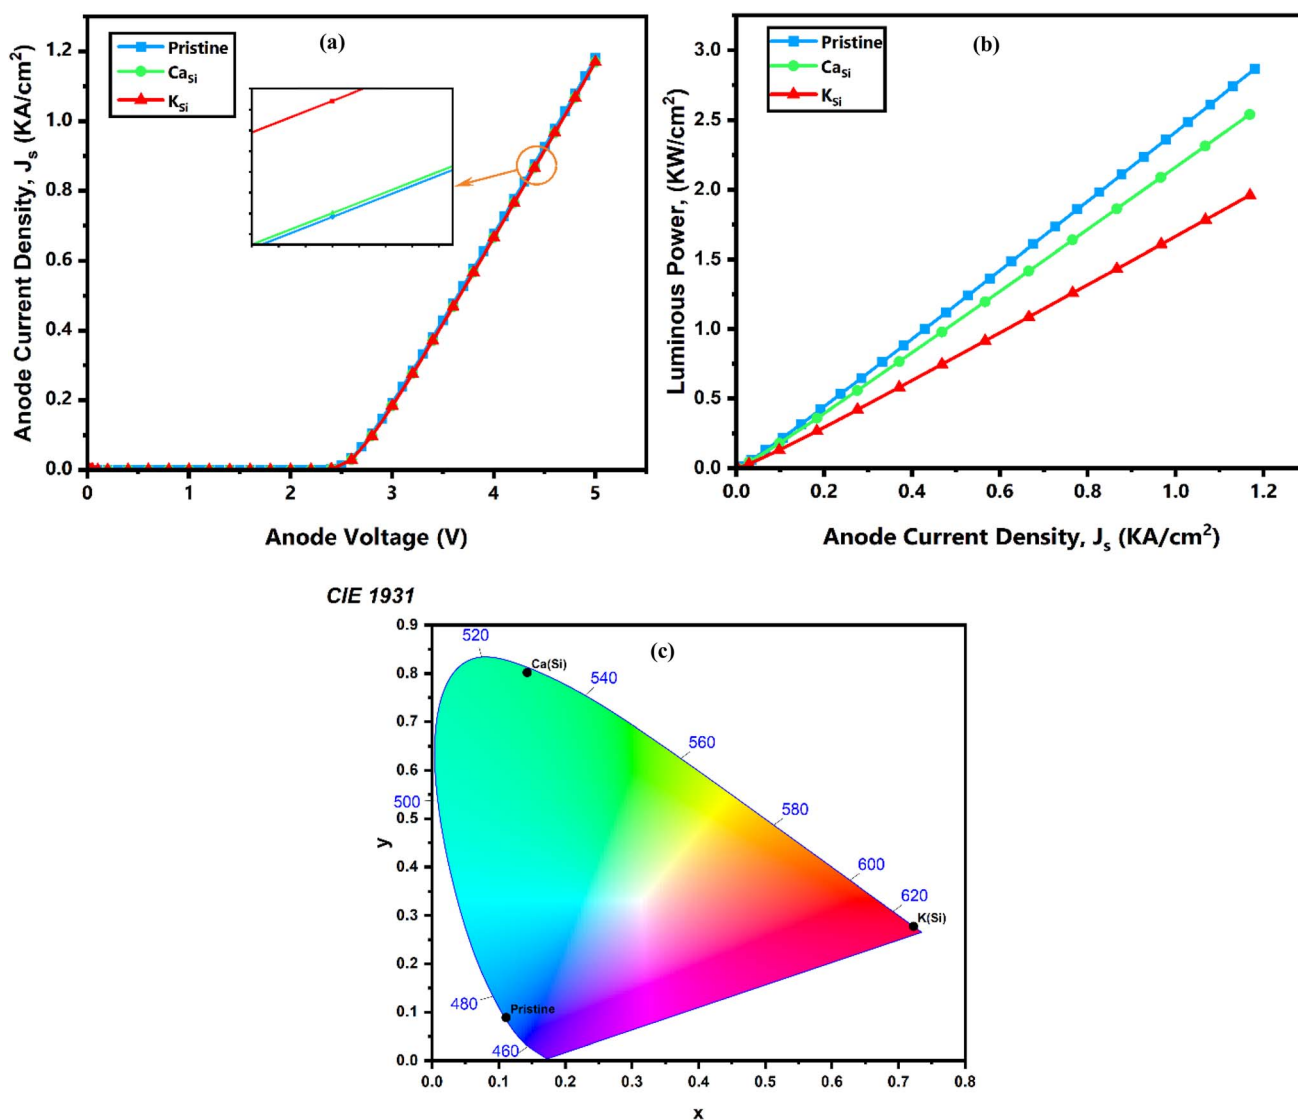 (a)
Pristine
Ca_Si
K_Si
1.2
1.0
0.8
0.6
0.4
0.2
0.0
0
1
2
3
4
5
Anode Current Density, J_s (KA/cm²)
Anode Voltage (V)
(b)
Pristine
Ca_Si
K_Si
3.0
2.5
2.0
1.5
1.0
0.5
0.0
0.0
0.2
0.4
0.6
0.8
1.0
1.2
Luminous Power, (KW/cm²)
Anode Current Density, J_s (KA/cm²)
CIE 1931
(c)
0.9
0.8
0.7
0.6
0.5
0.4
0.3
0.2
0.1
0.0
y
520
Ca(Si)
540
560
500
580
600
620
K(Si)
480
Pristine
460
0.0
0.1
0.2
0.3
0.4
0.5
0.6
0.7
0.8
x